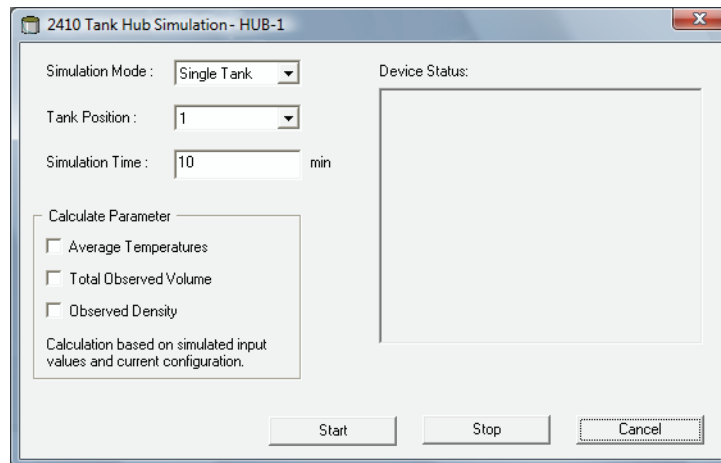 2410 Tank Hub Simulation - HUB-1
Simulation Mode :
Single Tank
Tank Position :
1
Simulation Time :
10
min
Calculate Parameter
Average Temperatures
Total Observed Volume
Observed Density
Calculation based on simulated input
values and current configuration.
Device Status:
Start
Stop
Cancel